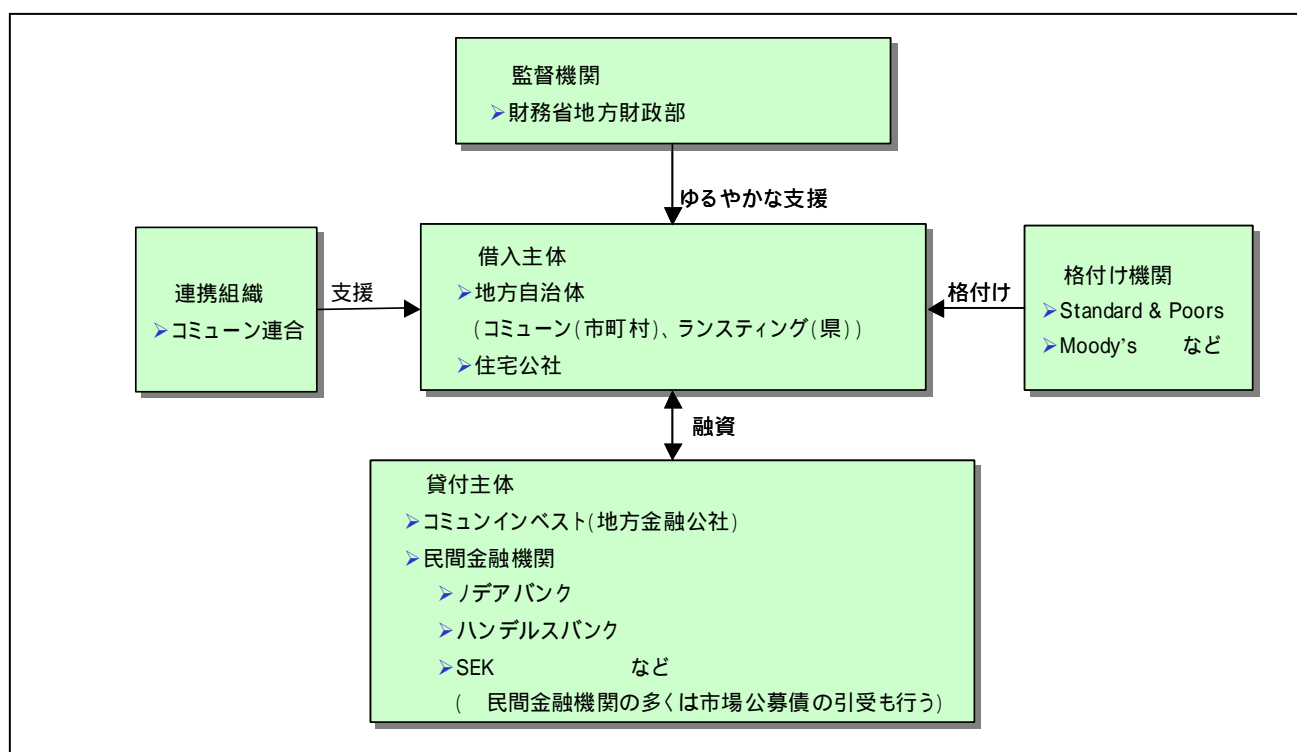 監督機関
➢財務省地方財政部
ゆるやかな支援
連携組織
➢コミューン連合
支援
借入主体
➢地方自治体
(コミューン(市町村)、ランスティング(県))
➢住宅公社
格付け
格付け機関
➢Standard & Poors
➢Moody's など
融資
貸付主体
➢コミュンインベスト(地方金融公社)
➢民間金融機関
➢ノデアバンク
➢ハンデルスバンク
➢SEK など
( 民間金融機関の多くは市場公募債の引受も行う)